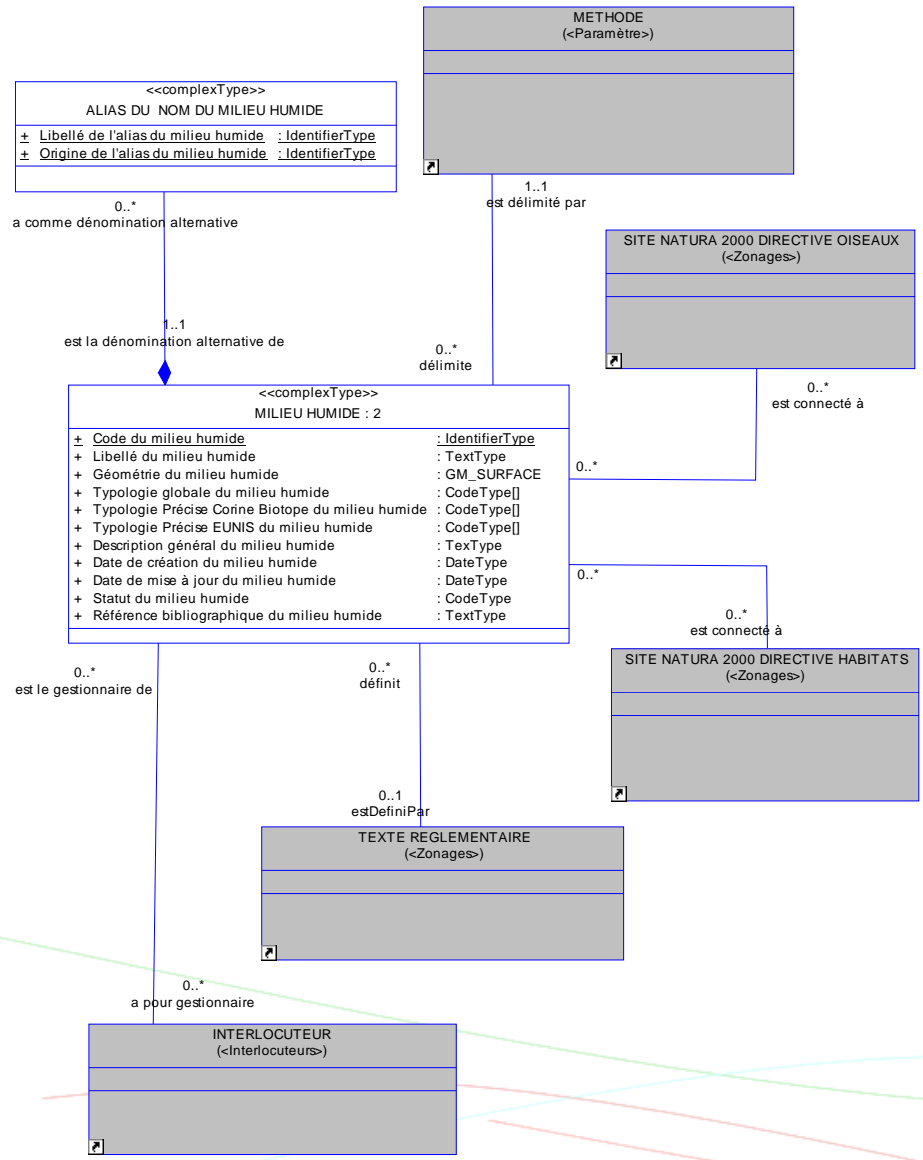 METHODE
(<Paramètre>)
<<complexType>>
ALIAS DU NOM DU MILIEU HUMIDE
+ Libellé de l'alias du milieu humide : IdentifierType
+ Origine de l'alias du milieu humide : IdentifierType
0..*
a comme dénomination alternative
1..1
est délimité par
SITE NATURA 2000 DIRECTIVE OISEAUX
(<Zonages>)
1..1
est la dénomination alternative de
0..*
délimite
0..*
est connecté à
<<complexType>>
MILIEU HUMIDE : 2
+ Code du milieu humide : IdentifierType
+ Libellé du milieu humide : TextType
+ Géométrie du milieu humide : GM_SURFACE
+ Typologie globale du milieu humide : CodeType[]
+ Typologie Précise Corine Biotope du milieu humide : CodeType[]
+ Typologie Précise EUNIS du milieu humide : CodeType[]
+ Description général du milieu humide : TexType
+ Date de création du milieu humide : DateType
+ Date de mise à jour du milieu humide : DateType
+ Statut du milieu humide : CodeType
+ Référence bibliographique du milieu humide : TextType
0..*
0..*
0..*
est connecté à
SITE NATURA 2000 DIRECTIVE HABITATS
(<Zonages>)
0..*
est le gestionnaire de
0..*
définit
0..1
estDefiniPar
TEXTE REGLEMENTAIRE
(<Zonages>)
0..*
a pour gestionnaire
INTERLOCUTEUR
(<Interlocuteurs>)